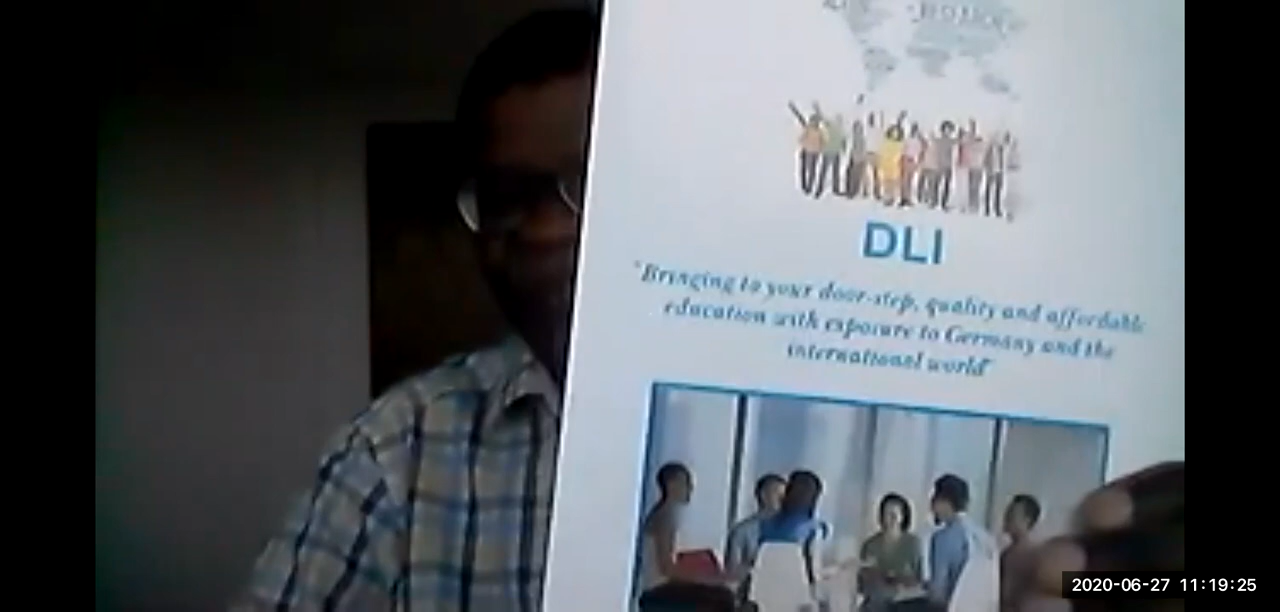 DLI
"Bringing to your door-step, quality and affordable
education with exposure to Germany and the
international world"
2020-06-27 11:19:25